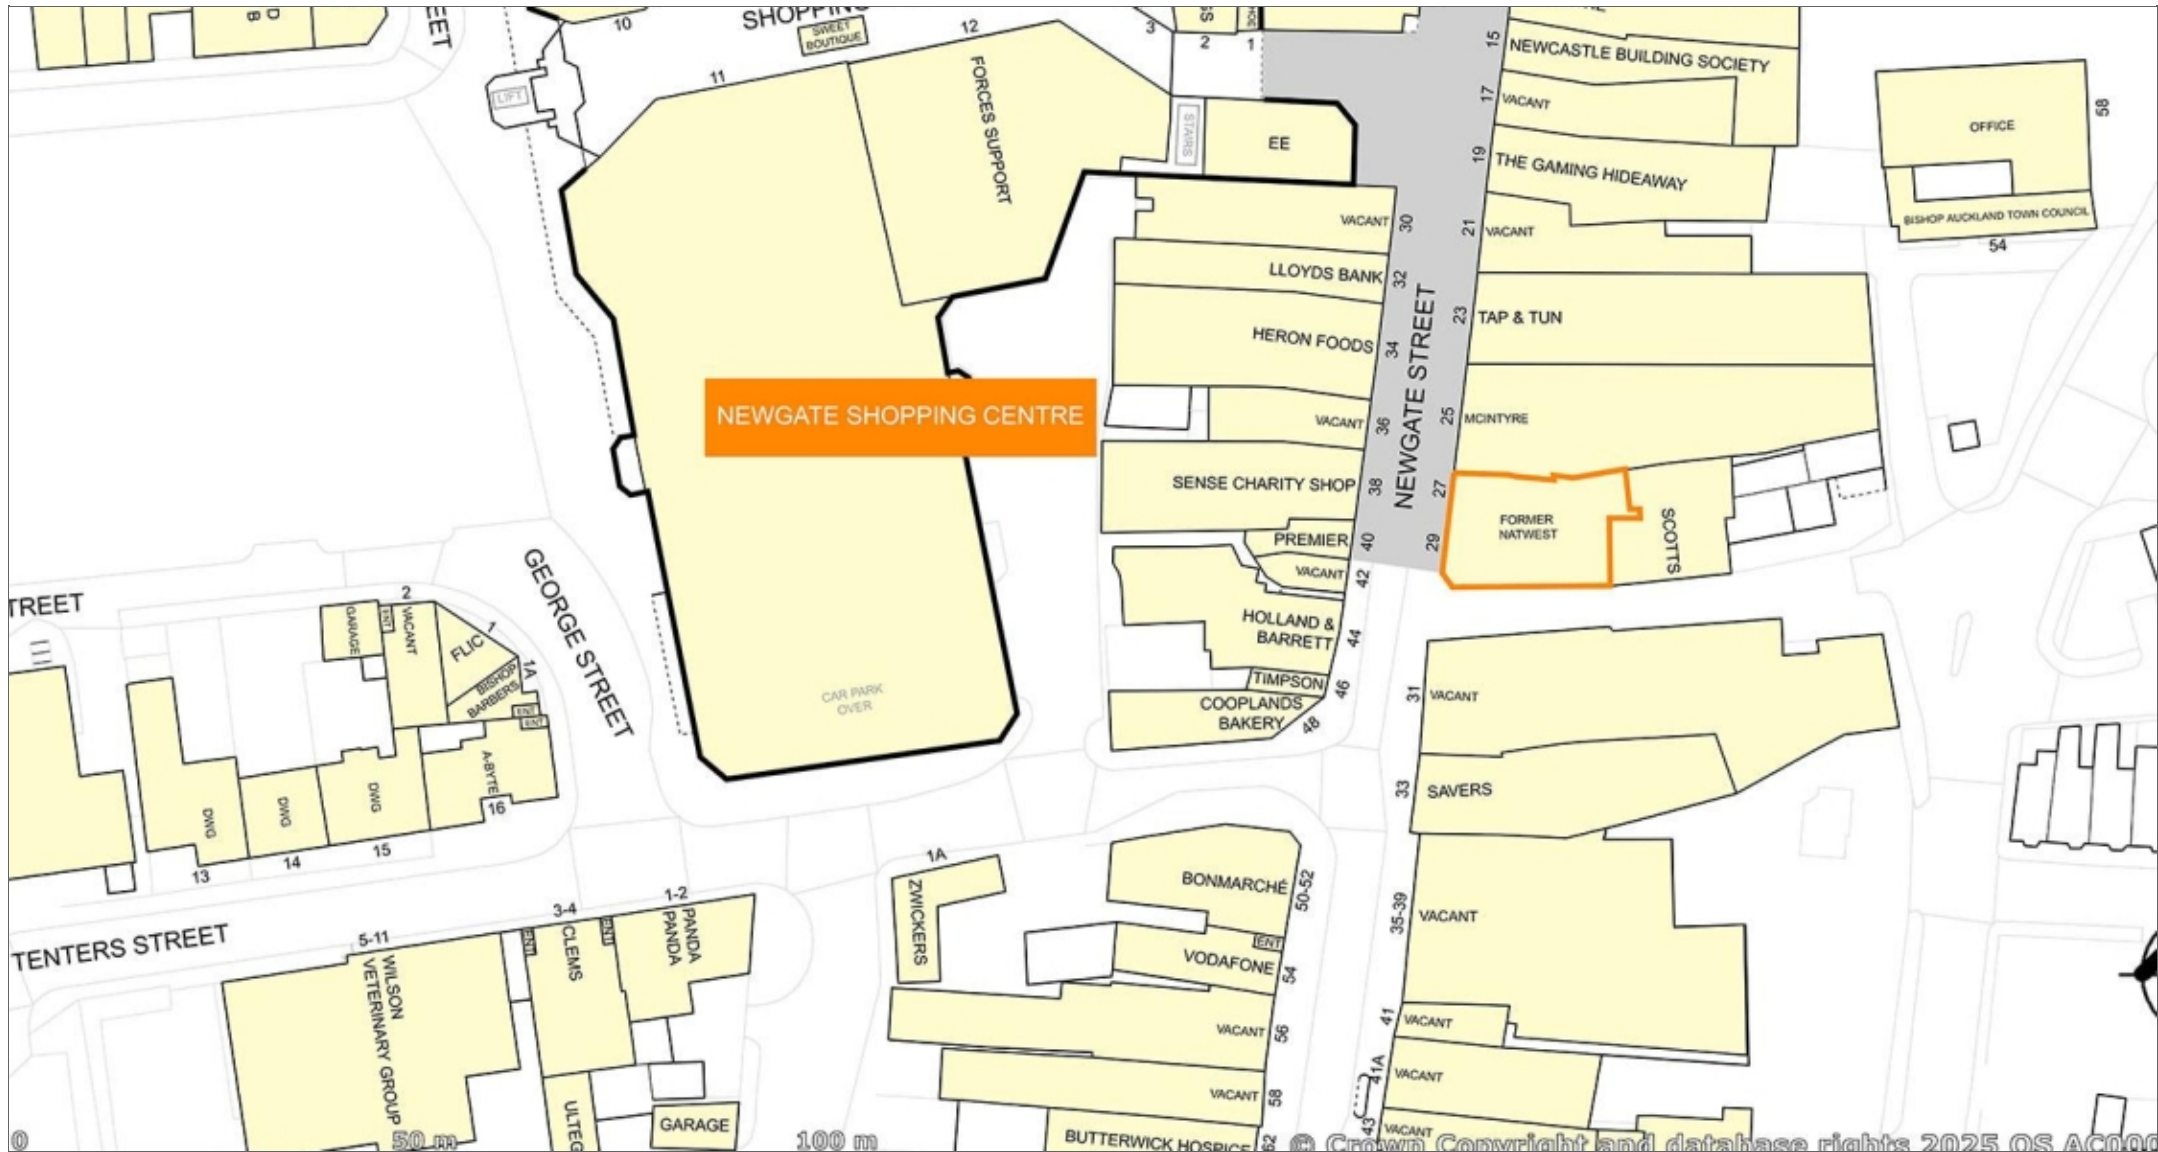 SHOPPING
10
SWEET
BOUTIQUE
12
11
3
2
1
LIFT
FORCES SUPPORT
STAIRS
EE
15
NEWCASTLE BUILDING SOCIETY
17
VACANT
19
THE GAMING HIDEAWAY
21
VACANT
OFFICE
58
BISHOP AUCKLAND TOWN COUNCIL
54
VACANT
30
LLOYDS BANK
32
HERON FOODS
34
NEWGATE STREET
23
TAP & TUN
NEWGATE SHOPPING CENTRE
VACANT
36
25
MCINTYRE
SENSE CHARITY SHOP
38
27
FORMER
NATWEST
SCOTTS
PREMIER
40
29
VACANT
42
HOLLAND &
BARRETT
44
TIMPSON
46
COOPLANDS
BAKERY
48
31
VACANT
33
SAVERS
CAR PARK
OVER
GEORGE STREET
TREET
2
GARAGE
ENT
VACANT
FLIC
1
1A
BISHOP
BARBIERS
ENT
ENT
A-BYTE
16
DWG
DWG
DWG
13
14
15
TENTERS STREET
5-11
WILSON
VETERINARY GROUP
3-4
ENT
CLEMS
ENT
1-2
PANDA
PANDA
1A
ZWICKERS
BONMARCHÉ
50-52
ENT
VODAFONE
54
VACANT
56
VACANT
58
BUTTERWICK HOSPICE
62
35-39
VACANT
41
VACANT
41A
VACANT
43
VACANT
ULTEG
GARAGE
0
50 m
100 m
© Crown Copyright and database rights 2025 OS AC000